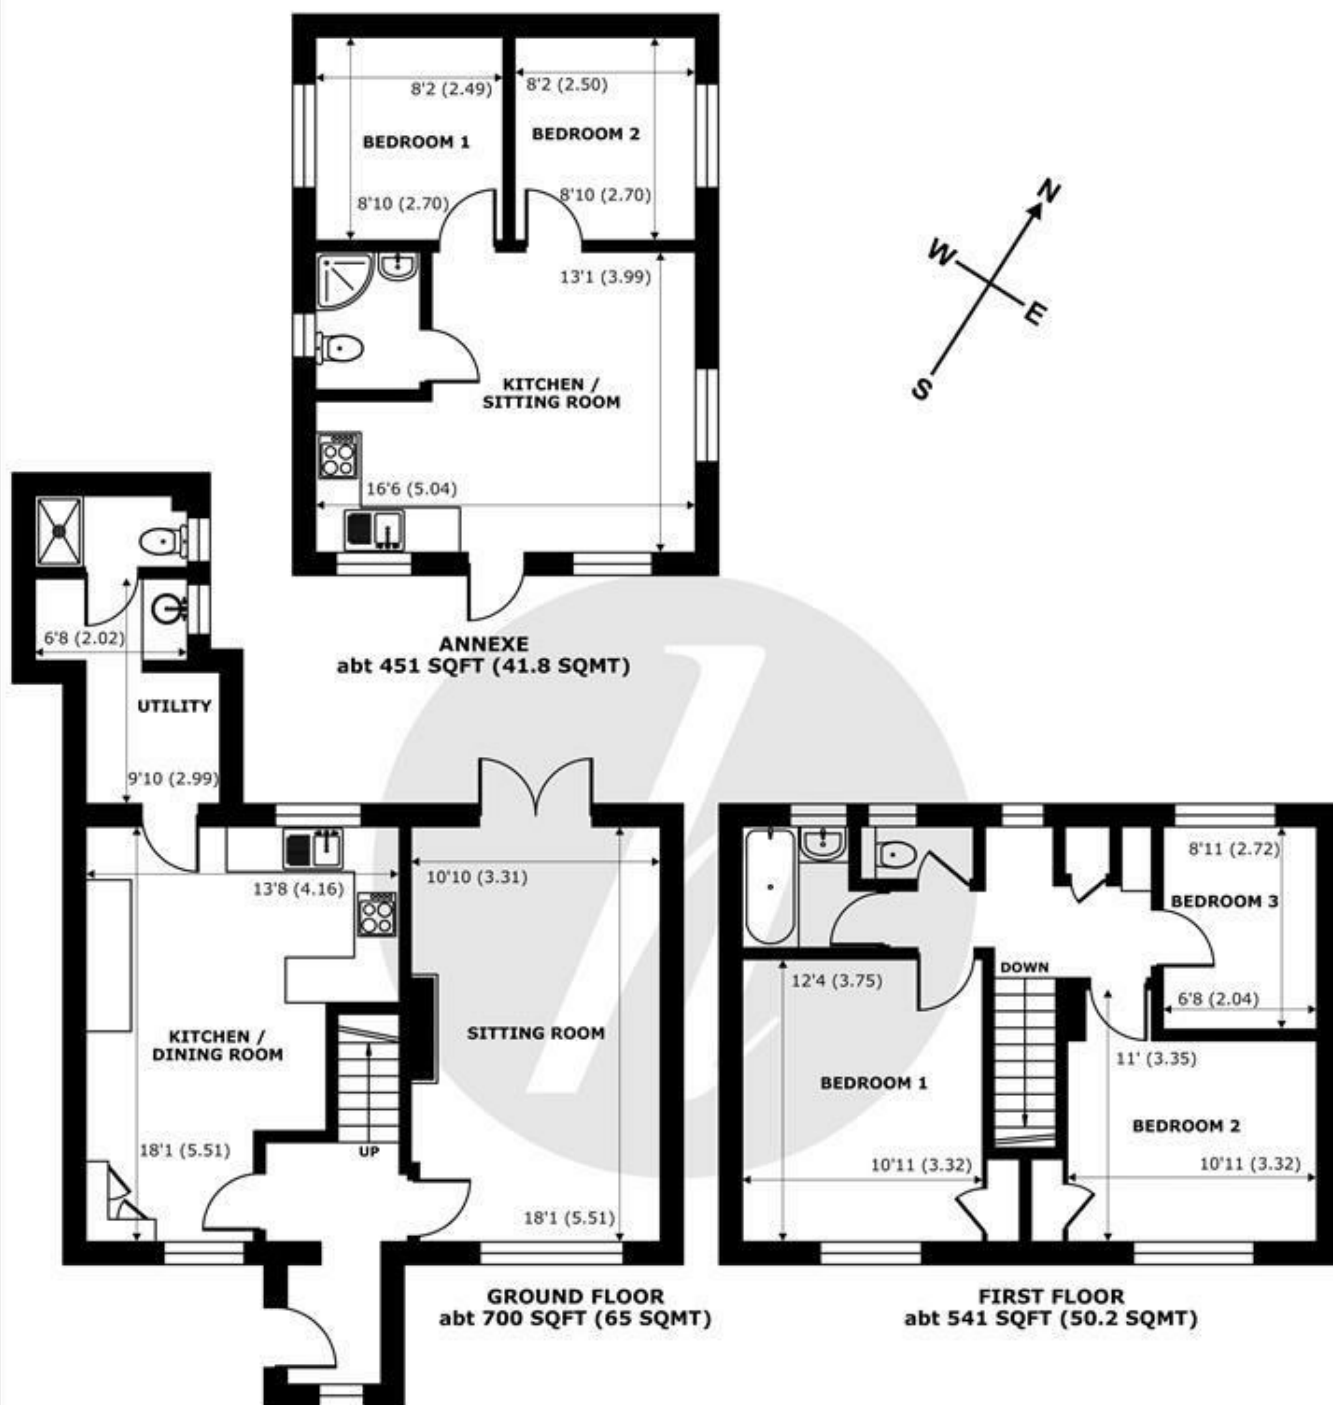 8'2 (2.49)
8'2 (2.50)
BEDROOM 1
BEDROOM 2
8'10 (2.70)
8'10 (2.70)
13'1 (3.99)
KITCHEN /
SITTING ROOM
16'6 (5.04)
N
W
E
S
ANNEXE
abt 451 SQFT (41.8 SQMT)
6'8 (2.02)
UTILITY
9'10 (2.99)
13'8 (4.16)
10'10 (3.31)
KITCHEN /
DINING ROOM
SITTING ROOM
18'1 (5.51)
UP
18'1 (5.51)
GROUND FLOOR
abt 700 SQFT (65 SQMT)
8'11 (2.72)
BEDROOM 3
12'4 (3.75)
DOWN
6'8 (2.04)
11' (3.35)
BEDROOM 1
BEDROOM 2
10'11 (3.32)
10'11 (3.32)
FIRST FLOOR
abt 541 SQFT (50.2 SQMT)